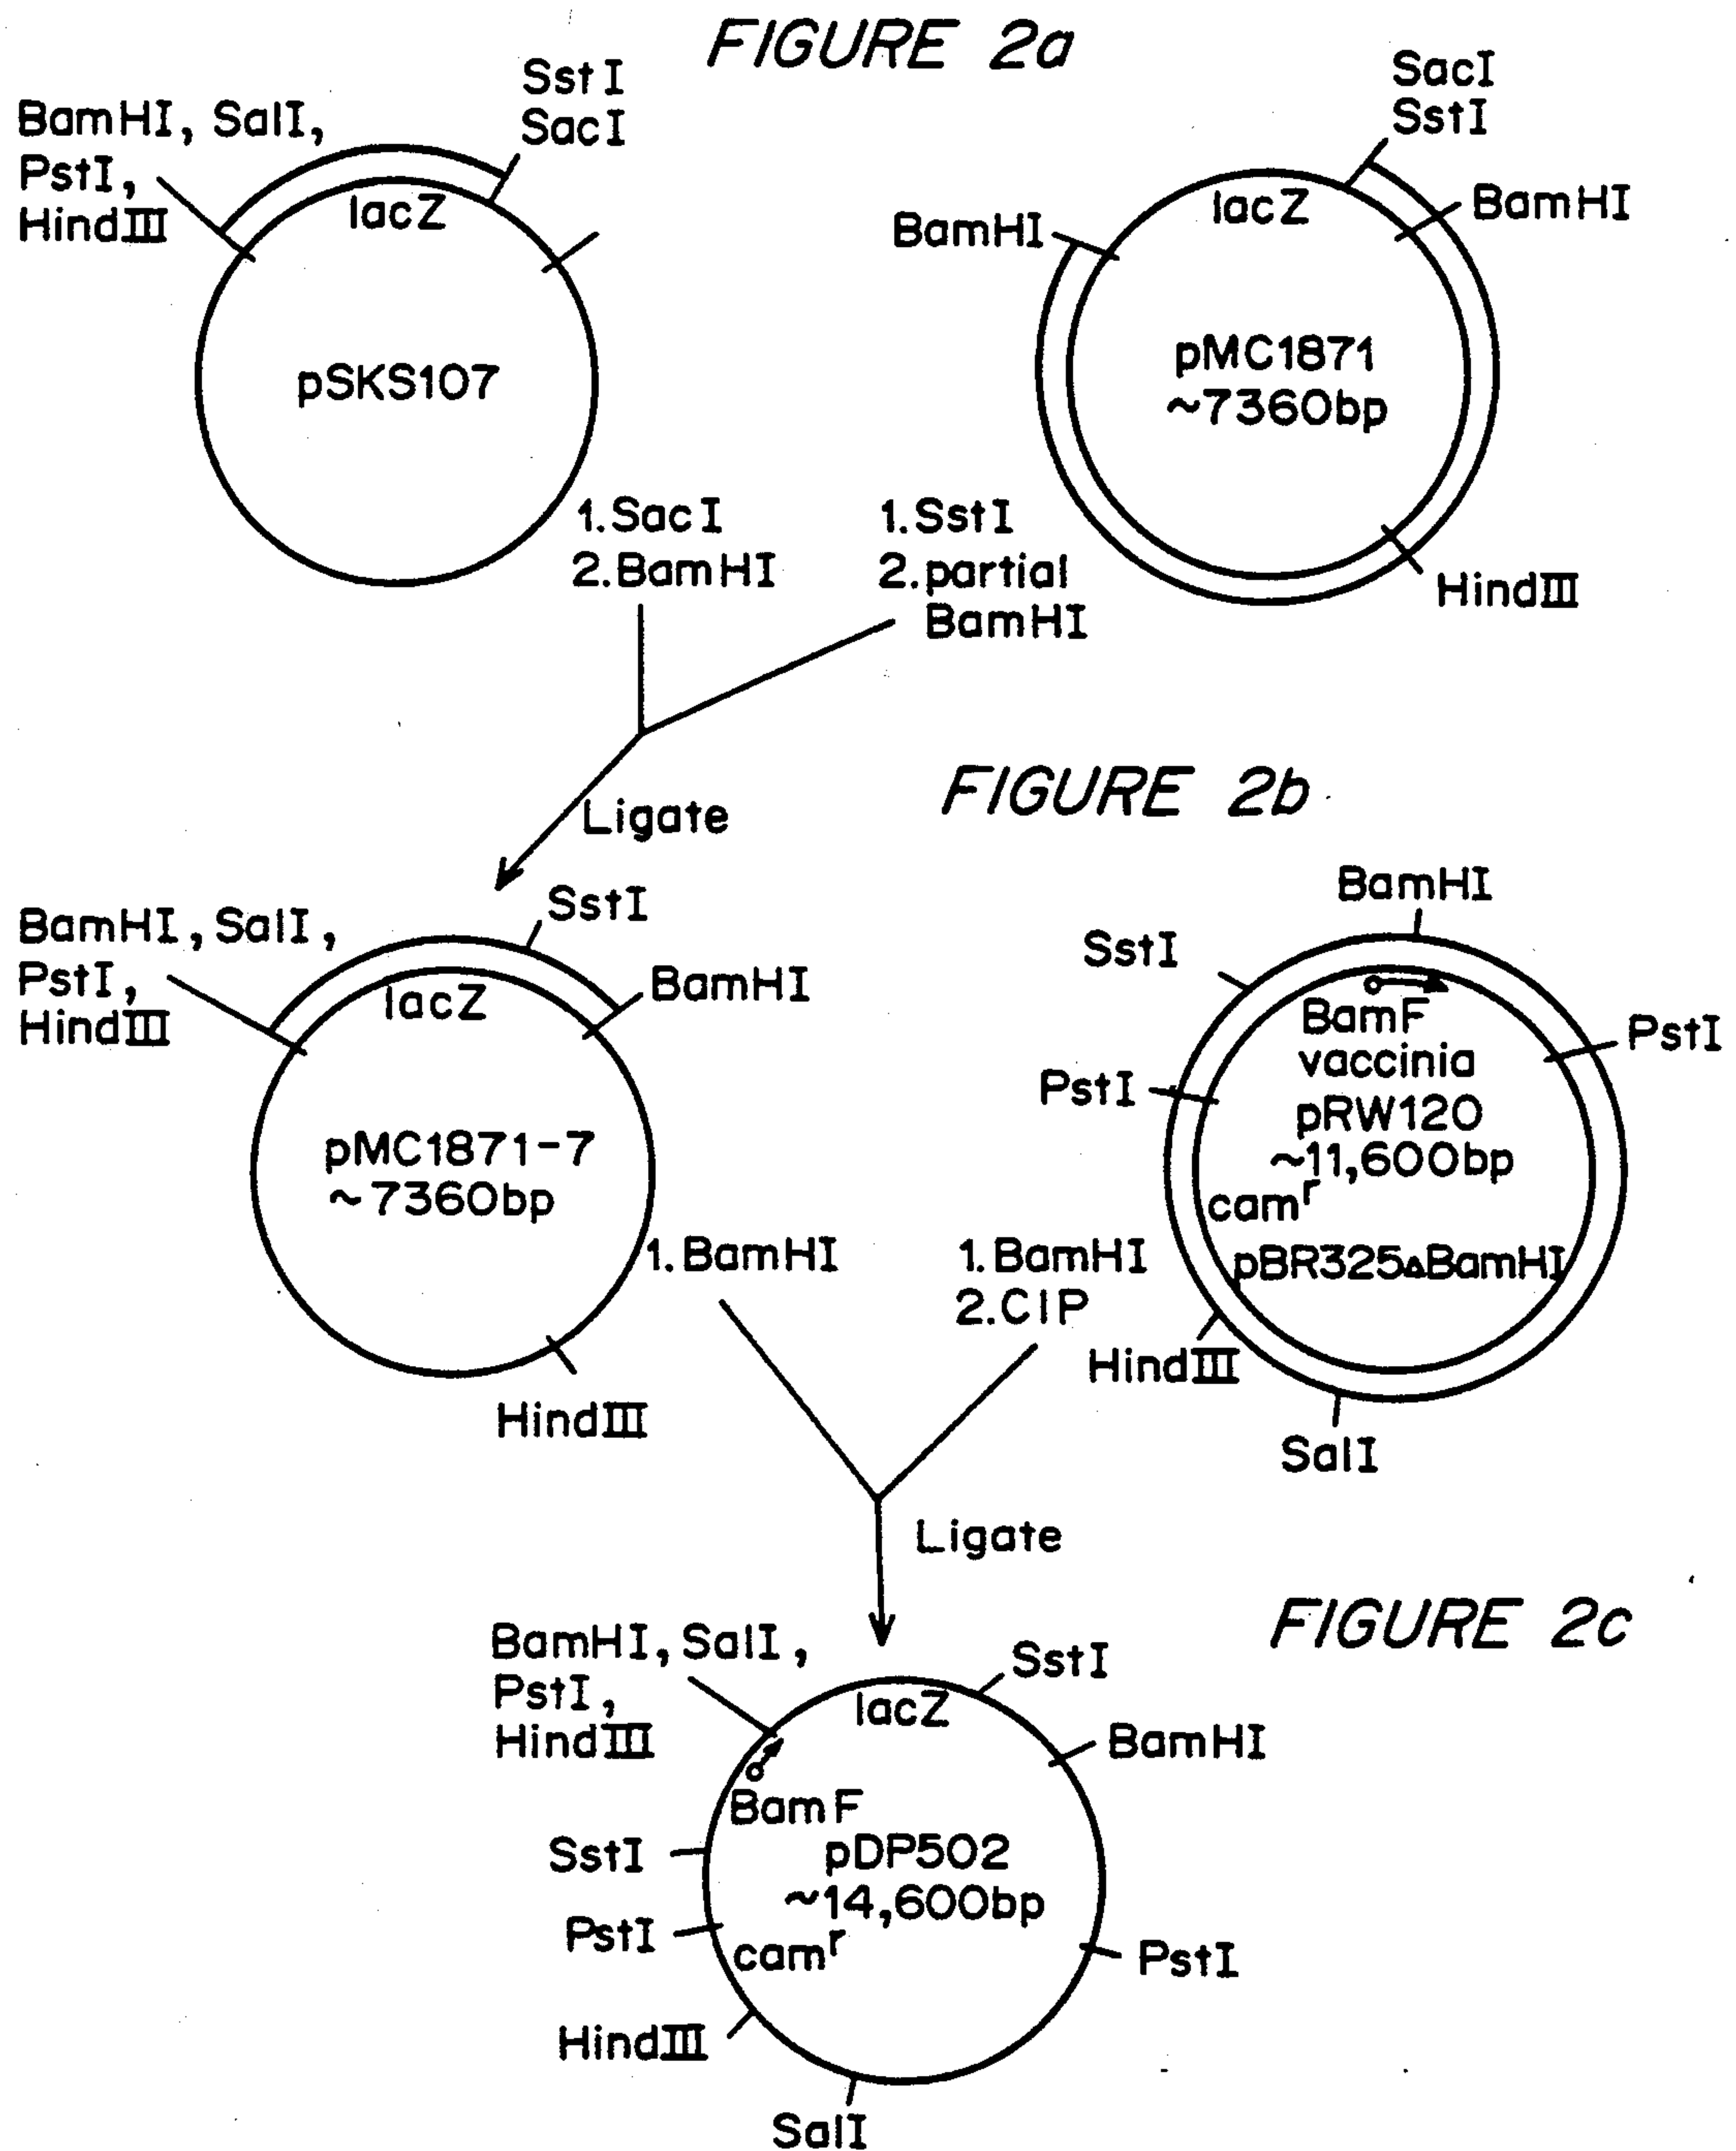 FIGURE 2a
BamHI, SalI,
PstI,
HindIII
SstI
SacI
lacZ
pSKS107
SacI
SstI
BamHI
lacZ
BamHI
pMC1871
~7360bp
HindIII
1.SacI
2.BamHI
1.SstI
2.partial
BamHI
Ligate
FIGURE 2b
BamHI, SalI,
PstI,
HindIII
SstI
BamHI
lacZ
pMC1871-7
~7360bp
HindIII
BamHI
SstI
PstI
PstI
BamF
vaccinia
pRW120
~11,600bp
camʳ
pBR325ΔBamHI
HindIII
SalI
1.BamHI
1.BamHI
2.CIP
Ligate
FIGURE 2c
BamHI, SalI,
PstI,
HindIII
SstI
lacZ
BamHI
BamF
SstI
pDP502
~14,600bp
PstI
camʳ
PstI
HindIII
SalI